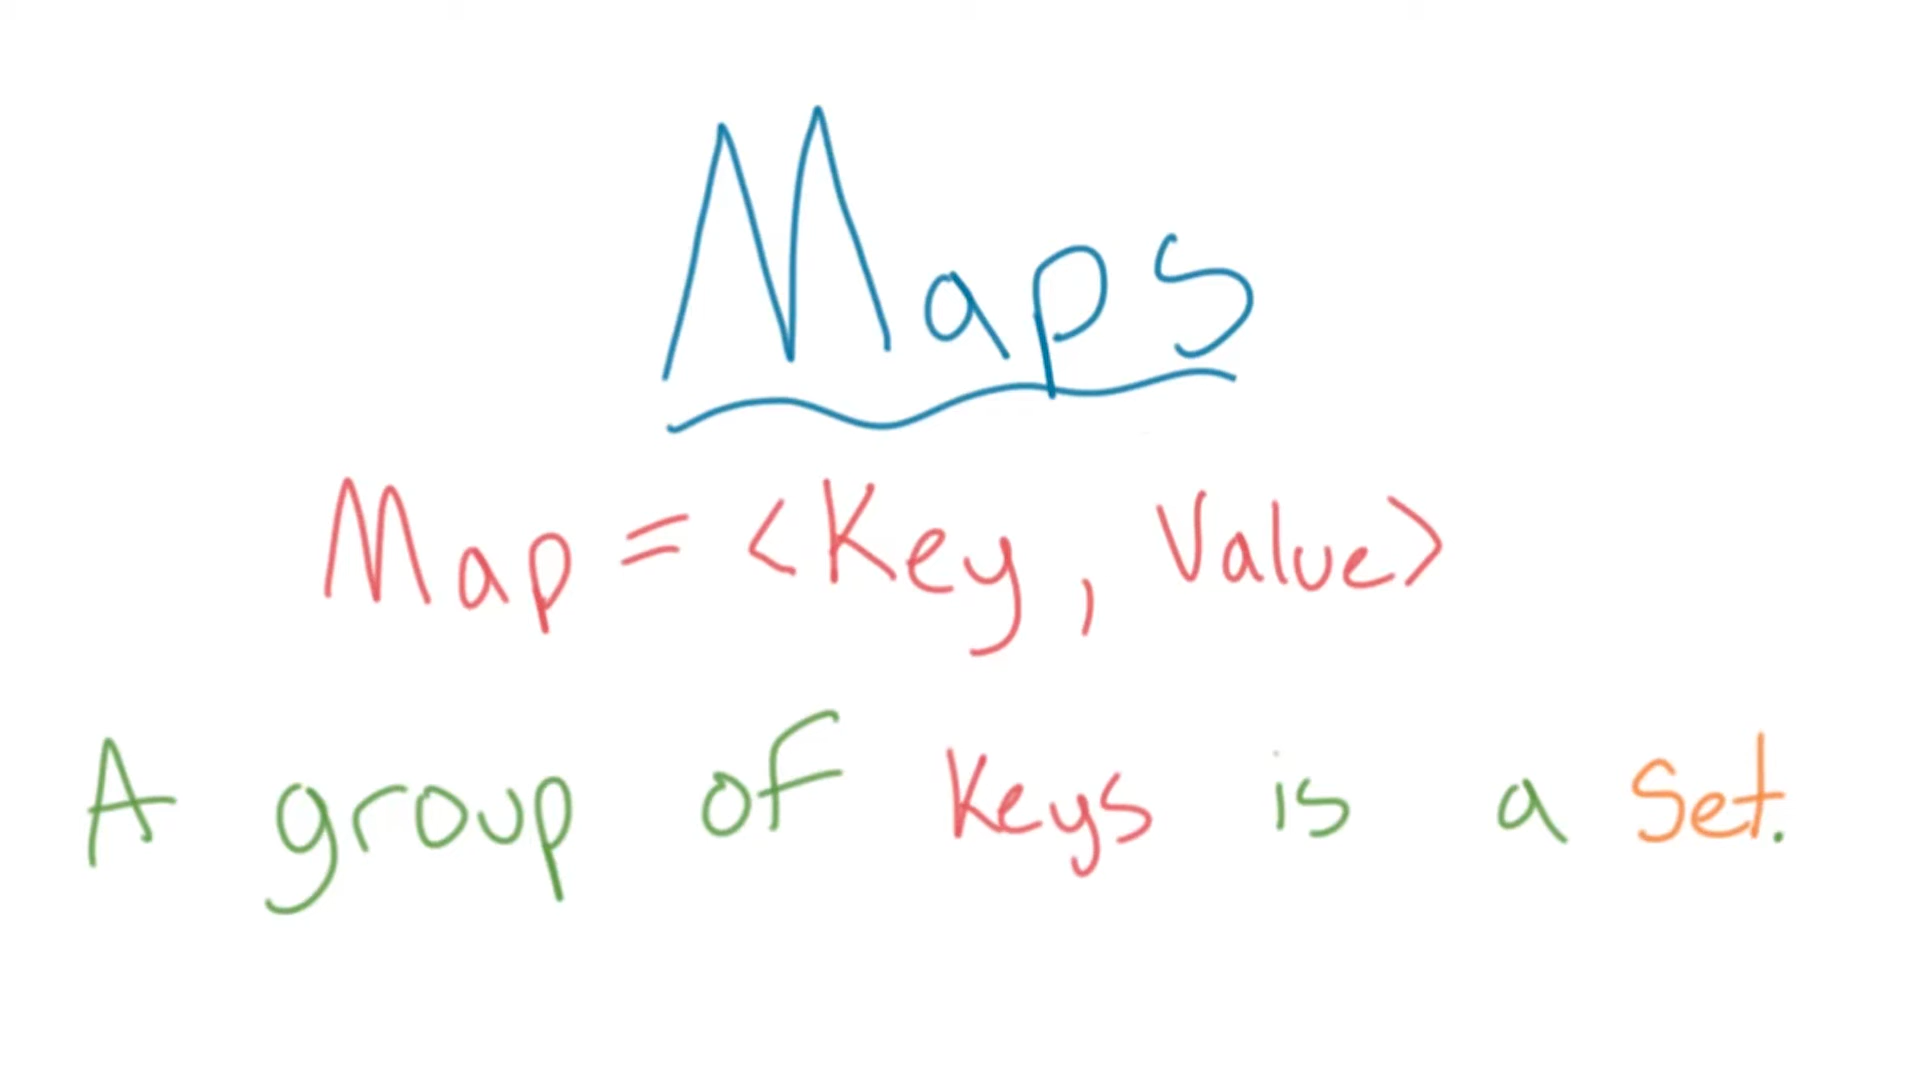 Maps
Map = <Key, Value>
A group of Keys is a Set.